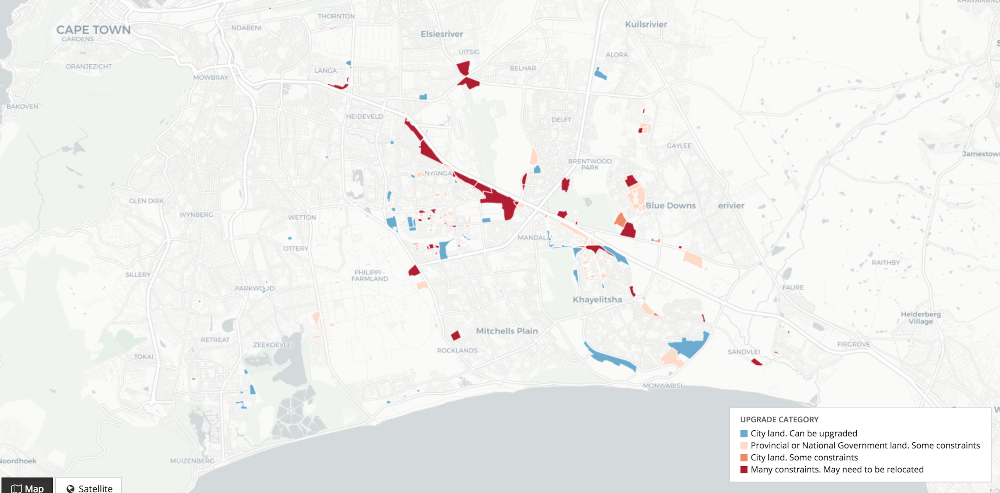 KHAYAMAND
THORNTON
Kuilsrivier
CAPE TOWN
NDABENI
Elsiesriver
GARDENS
UITSIG
ALORA
ORANJEZICHT
LANGA
BELHAR
MOWBRAY
BAKOVEN
HEIDEVELD
DELFT
GAYLEE
Jamestow
BRENTWOOD
PARK
NYANGA
GLEN DIRK
Blue Downs
erivier
WYNBERG
WETTON
MANDALAY
OTTERY
RAITHBY
SILLERY
PHILIPPI -
FARMLAND
PARKWOOD
FAURE
Khayelitsha
Helderberg
Village
Mitchells Plain
RETREAT
ZEEKOEVLEI
FIRGROVE
ROCKLANDS
SANDVLEI
TOKAI
MONWABISI
UPGRADE CATEGORY
City land. Can be upgraded
Provincial or National Government land. Some constraints
City land. Some constraints
Many constraints. May need to be relocated
Noordhoek
MUIZENBERG
Map
Satellite